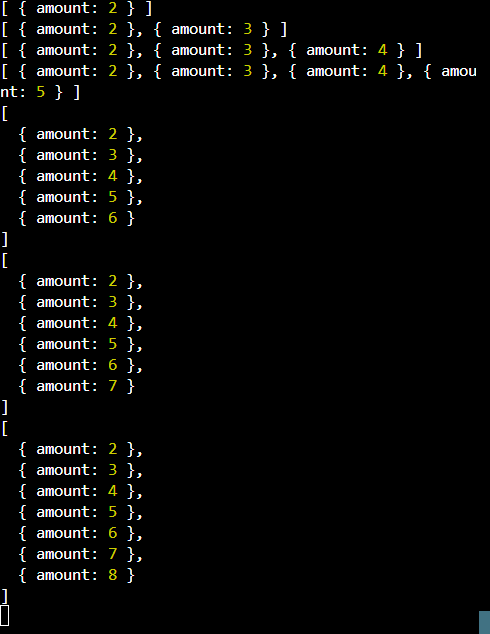 [ { amount: 2 } ]
[ { amount: 2 }, { amount: 3 } ]
[ { amount: 2 }, { amount: 3 }, { amount: 4 } ]
[ { amount: 2 }, { amount: 3 }, { amount: 4 }, { amou
nt: 5 } ]
[
  { amount: 2 },
  { amount: 3 },
  { amount: 4 },
  { amount: 5 },
  { amount: 6 }
]
[
  { amount: 2 },
  { amount: 3 },
  { amount: 4 },
  { amount: 5 },
  { amount: 6 },
  { amount: 7 }
]
[
  { amount: 2 },
  { amount: 3 },
  { amount: 4 },
  { amount: 5 },
  { amount: 6 },
  { amount: 7 },
  { amount: 8 }
]